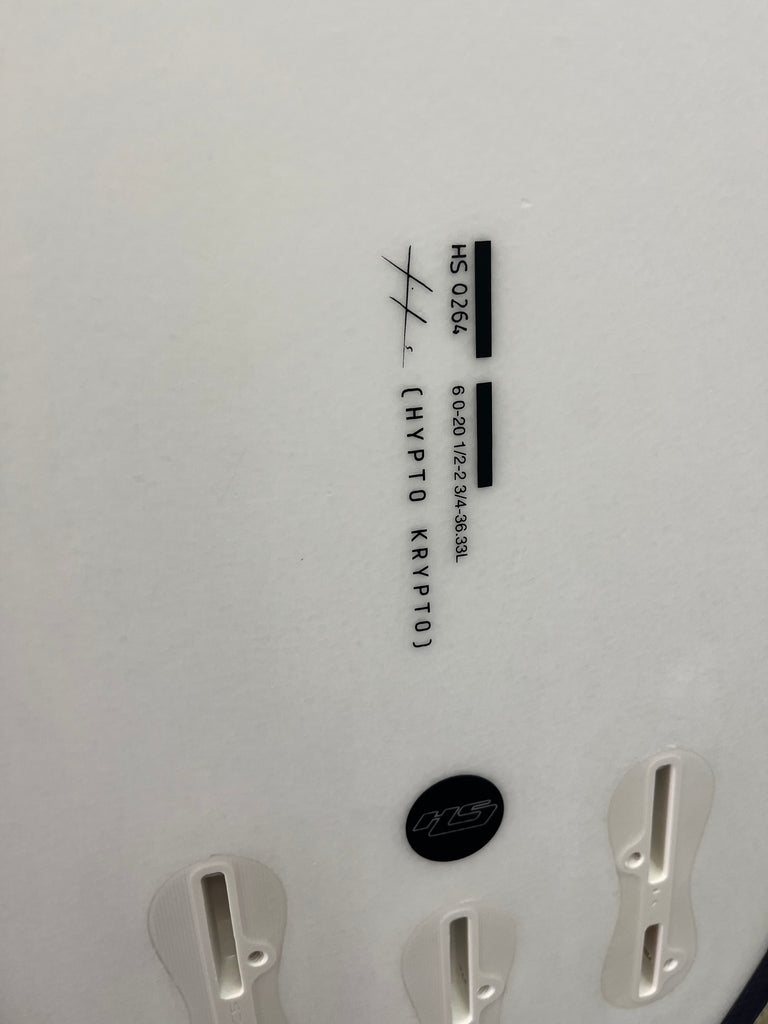 HS 0264
6 0-20 1/2-2 3/4-36.33L
(HYPTO KRYPTO)
HS